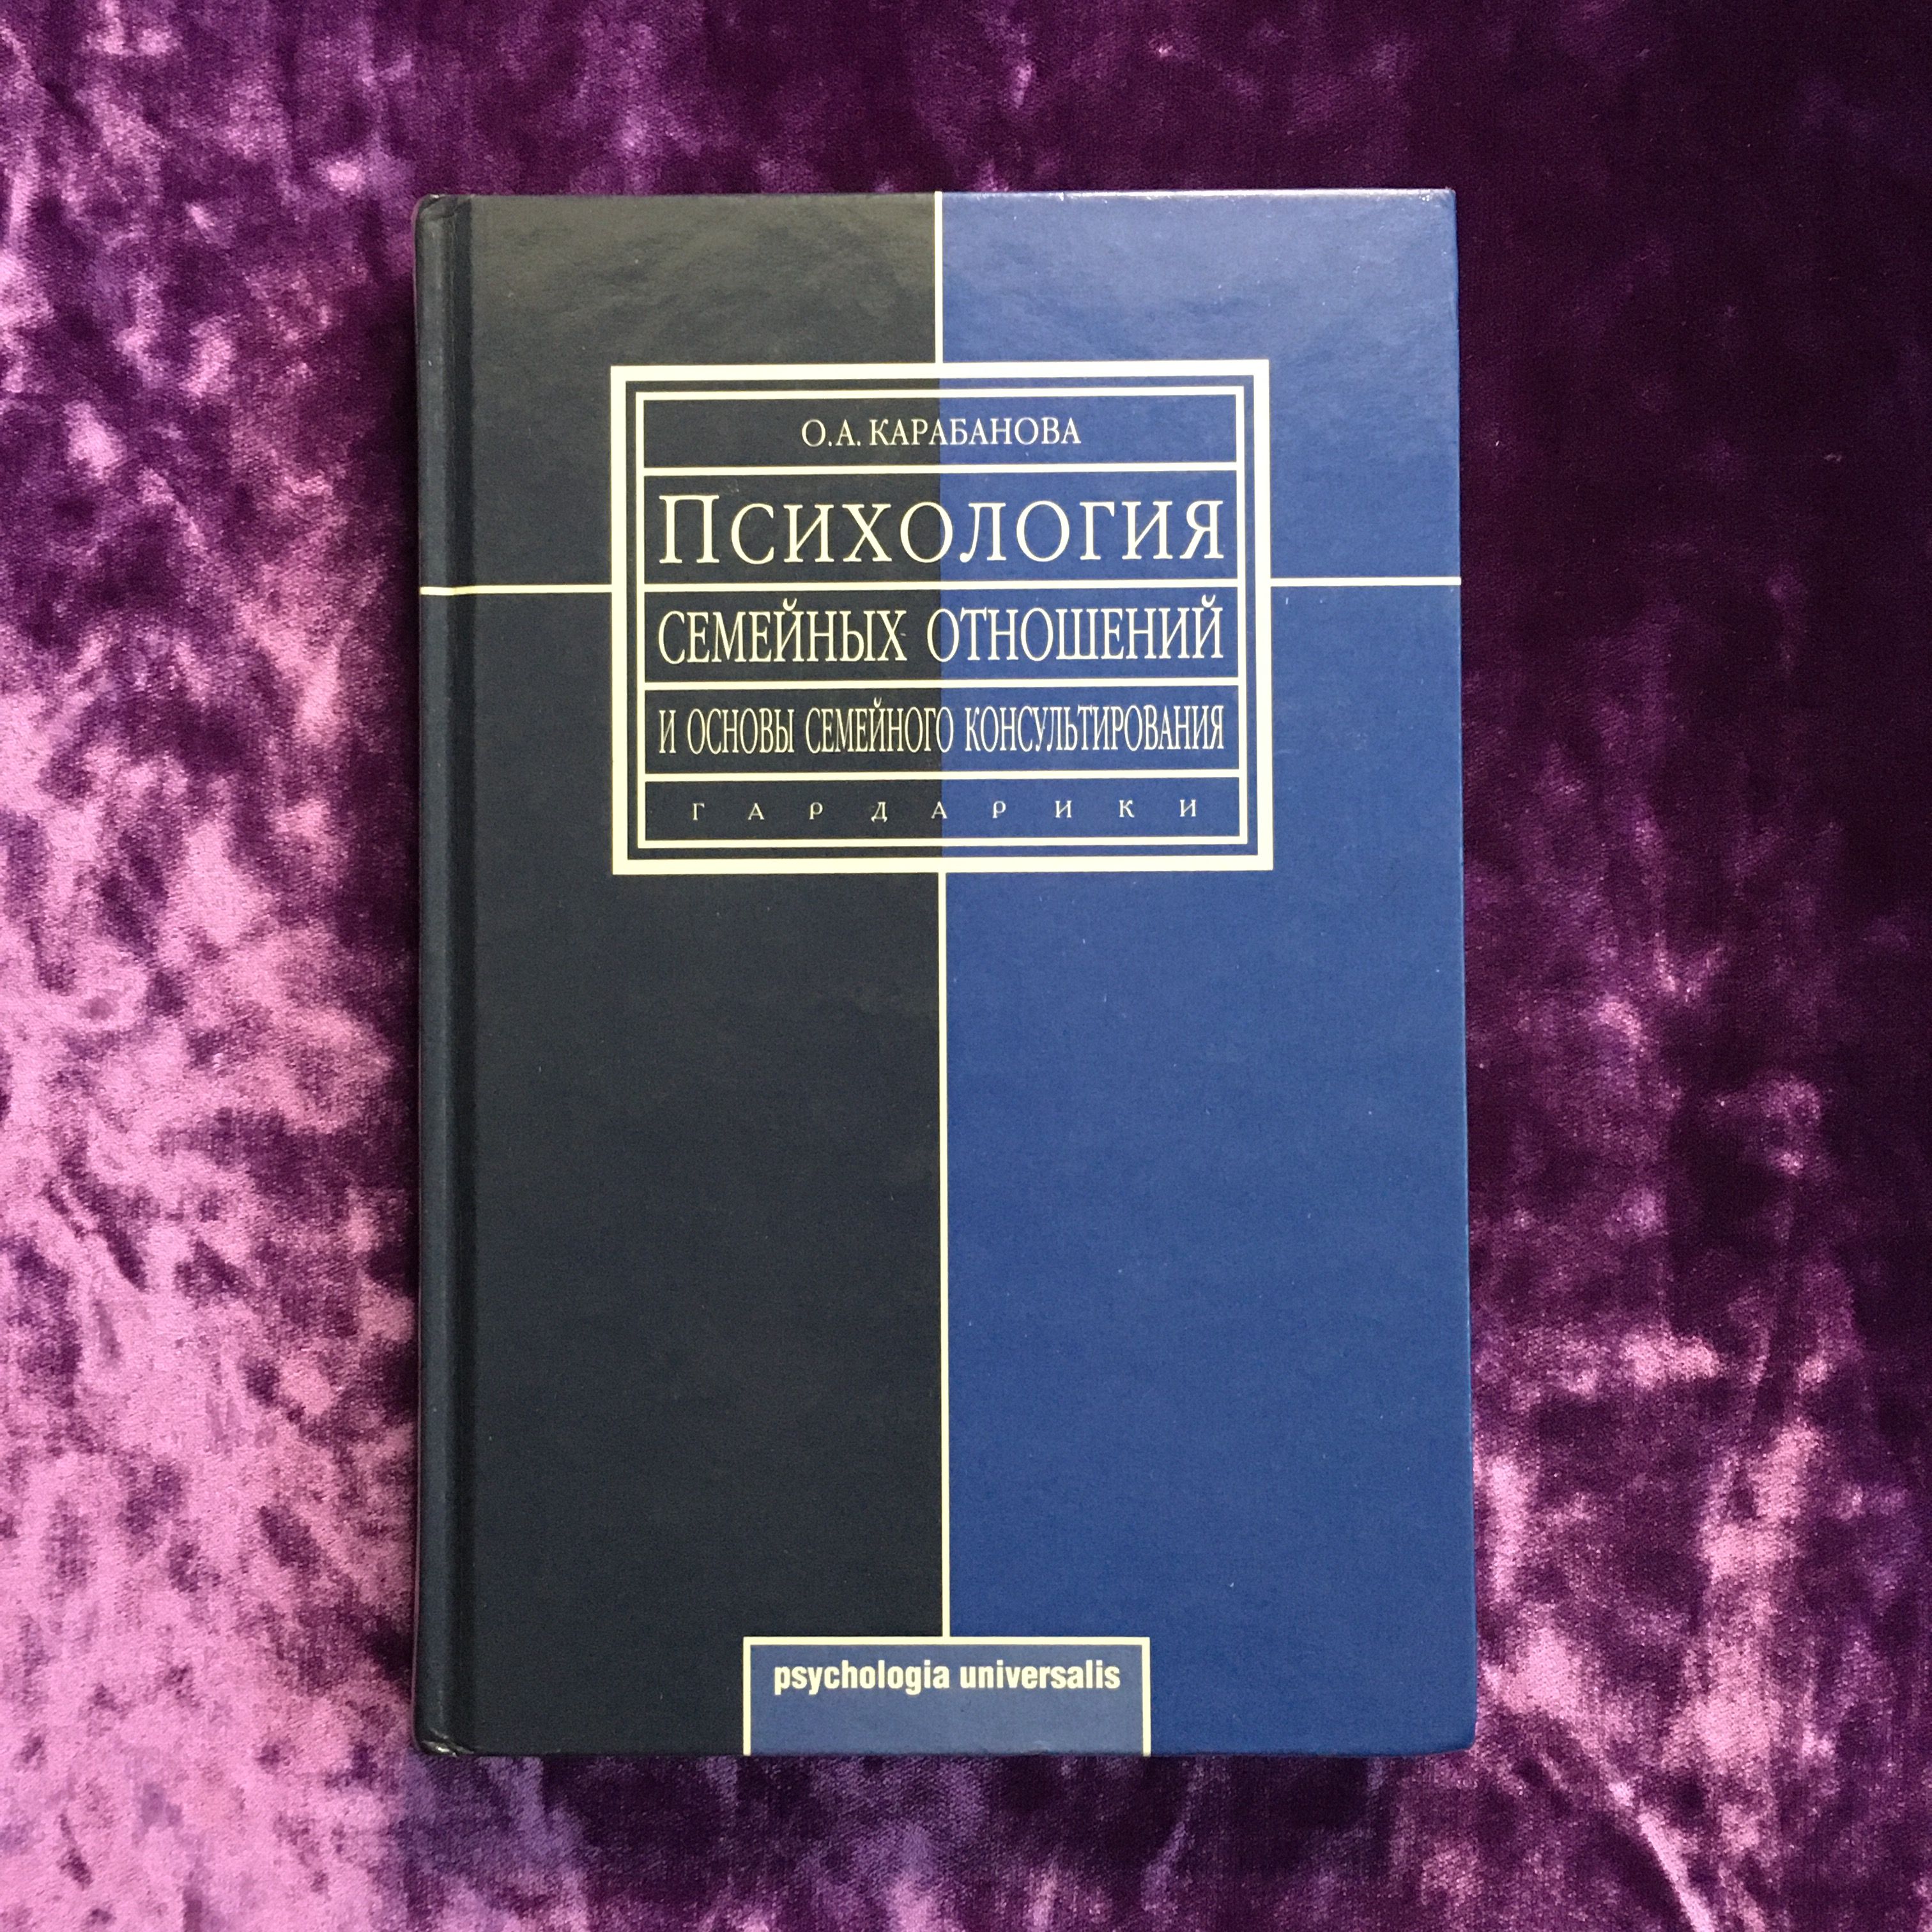 О.А. КАРАБАНОВА
ПСИХОЛОГИЯ
СЕМЕЙНЫХ ОТНОШЕНИЙ
И ОСНОВЫ СЕМЕЙНОГО КОНСУЛЬТИРОВАНИЯ
ГАРДАРИКИ
psychologia universalis